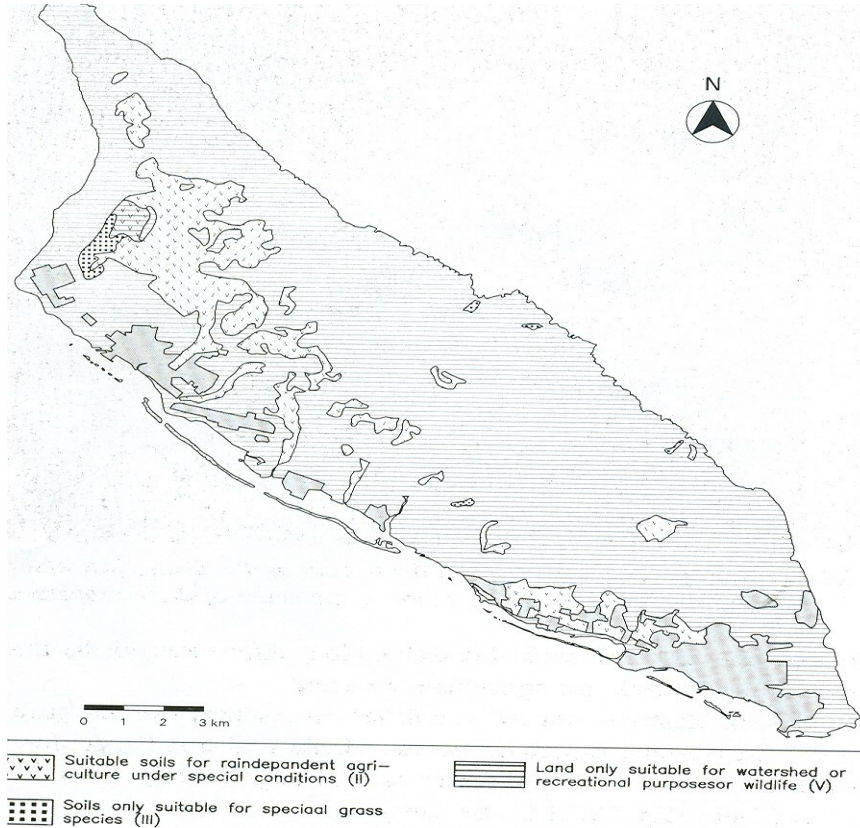 N
0 1 2 3 km
Suitable soils for raindepandent agri-
culture under special conditions (II)
Soils only suitable for speciaal grass
species (III)
Land only suitable for watershed or
recreational purposesor wildlife (V)